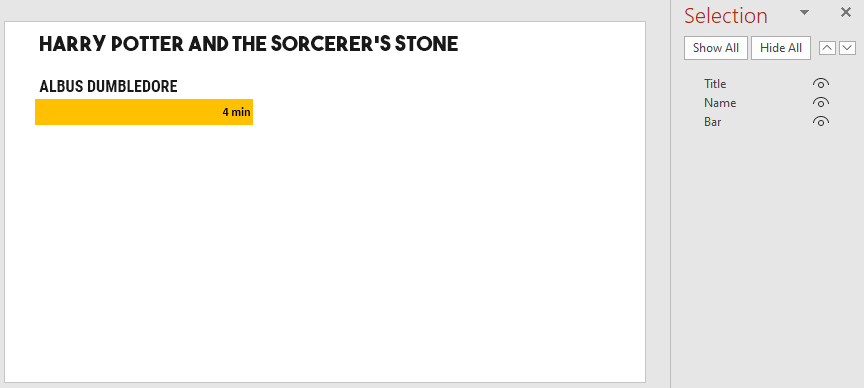 HARRY POTTER AND THE SORCERER'S STONE
ALBUS DUMBLEDORE
4 min
Selection
Show All
Hide All
Title
Name
Bar